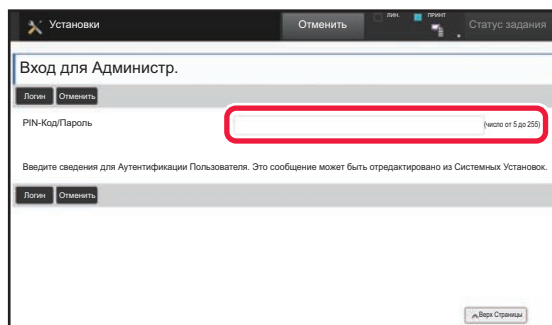 Установки Отменить ЛИН. ПРИНТ Статус задания
Вход для Администр.
Логин Отменить
PIN-Код/Пароль (число от 5 до 255)
Введите сведения для Аутентификации Пользователя. Это сообщение может быть отредактировано из Системных Установок.
Логин Отменить
Верх Страницы